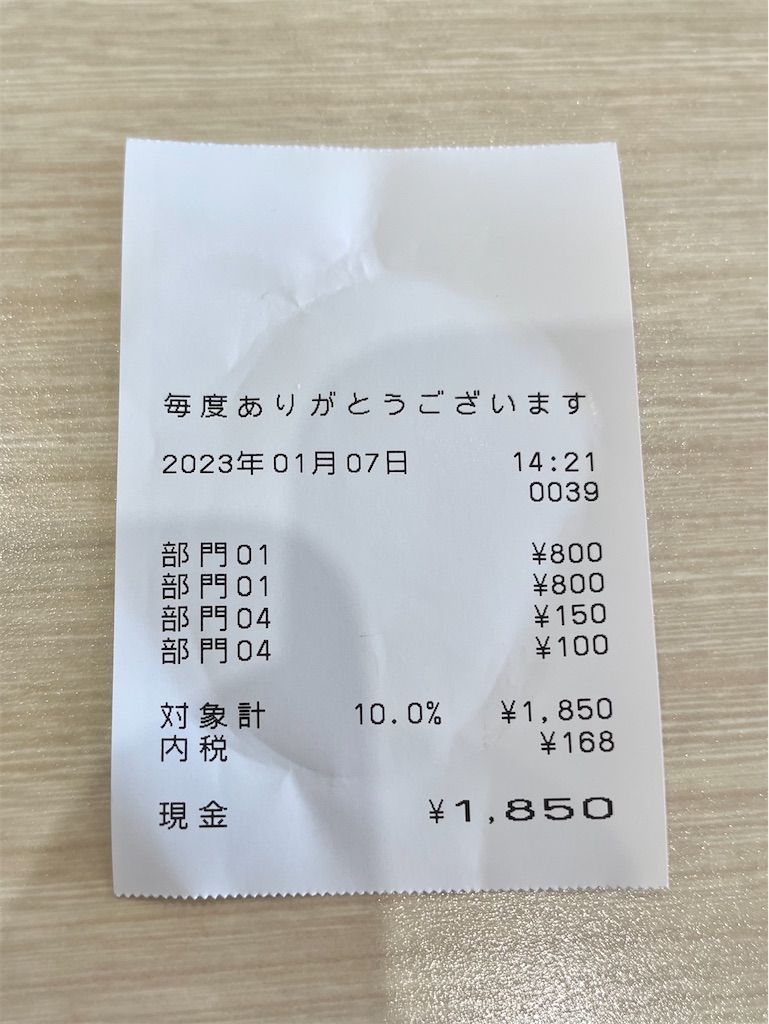 毎度ありがとうございます
2023年01月07日 14:21
0039
部門01 ¥800
部門01 ¥800
部門04 ¥150
部門04 ¥100
対象計 10.0% ¥1,850
内税 ¥168
現金 ¥1,850